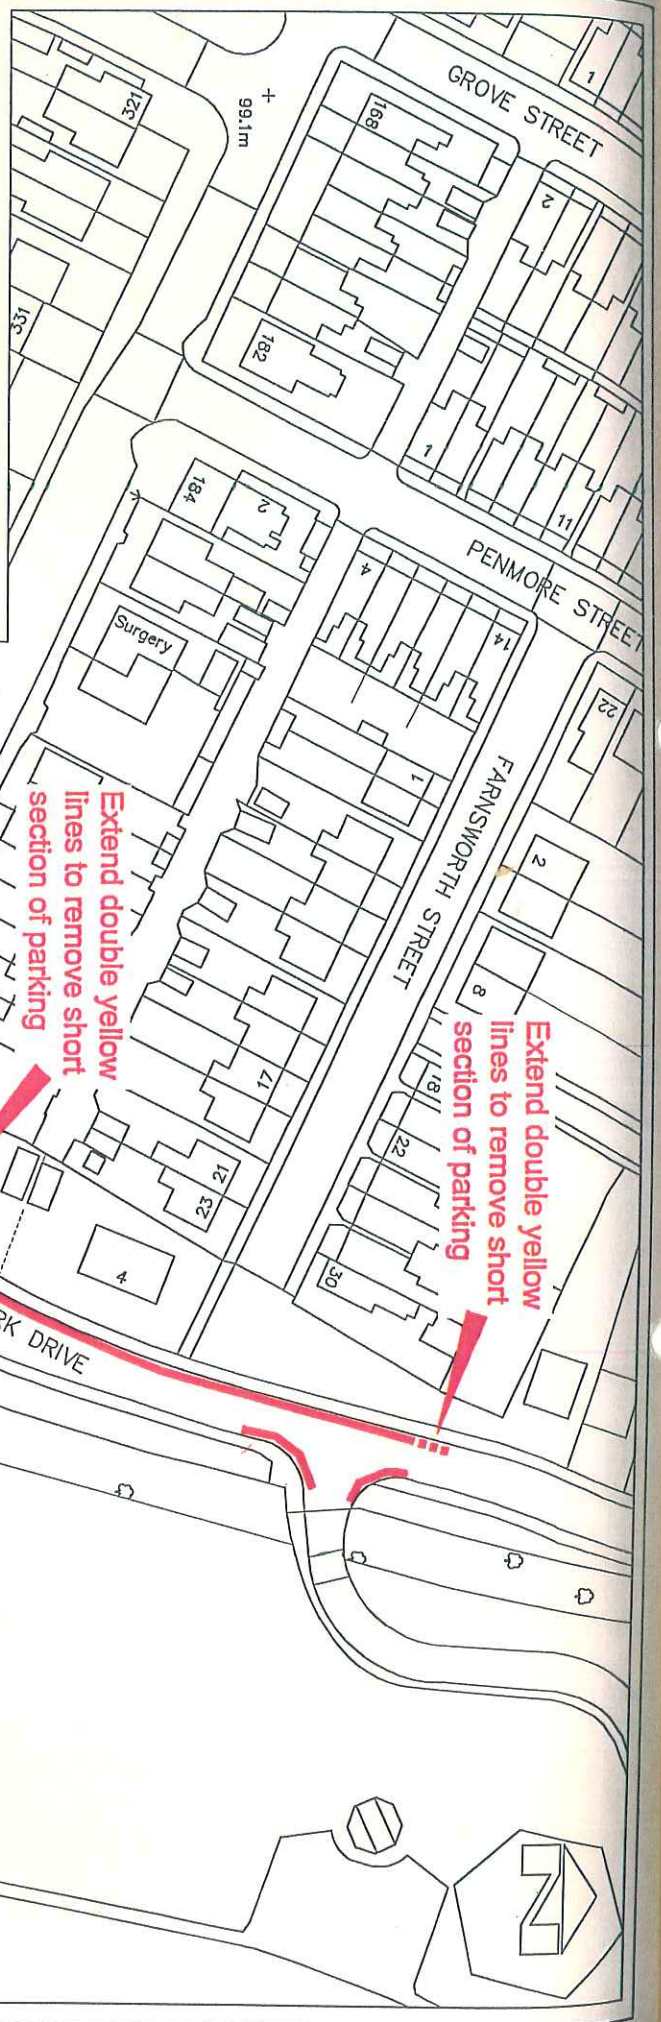 GROVE STREET
1
168
2
321
99.1m
331
182
1
11
PENMORE STREET
184
2
4
14
22
Surgery
1
FARNSWORTH STREET
2
8
Extend double yellow
lines to remove short
section of parking
Extend double yellow
lines to remove short
section of parking
17
18
22
21
23
30
4
RK DRIVE
N